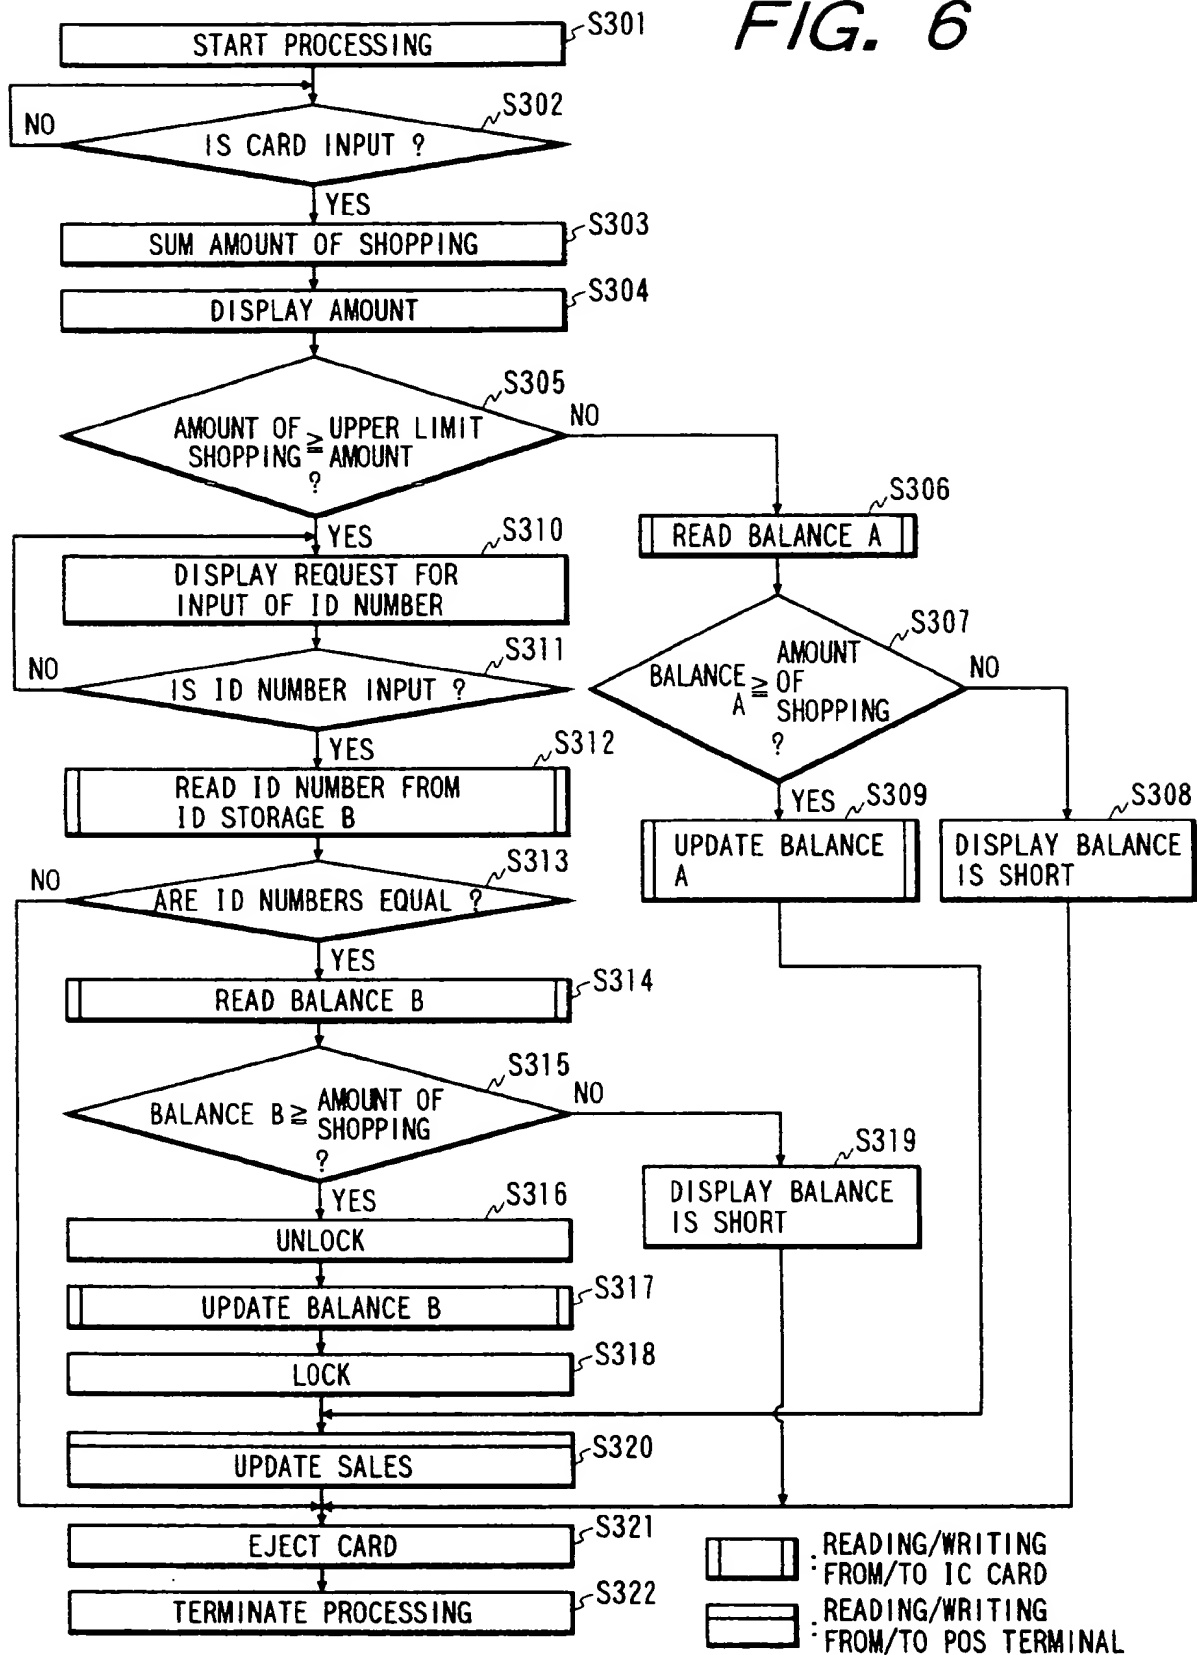 FIG. 6
START PROCESSING
S301
NO
S302
IS CARD INPUT ?
YES
SUM AMOUNT OF SHOPPING
S303
DISPLAY AMOUNT
S304
S305
AMOUNT OF
SHOPPING
≧
UPPER LIMIT
AMOUNT
?
NO
YES
S306
READ BALANCE A
S310
DISPLAY REQUEST FOR
INPUT OF ID NUMBER
S307
BALANCE
A
≧
AMOUNT
OF
SHOPPING
?
NO
S311
NO
IS ID NUMBER INPUT ?
YES
S312
READ ID NUMBER FROM
ID STORAGE B
YES
S309
UPDATE BALANCE
A
S308
DISPLAY BALANCE
IS SHORT
S313
NO
ARE ID NUMBERS EQUAL ?
YES
READ BALANCE B
S314
S315
BALANCE B ≧
AMOUNT OF
SHOPPING
?
NO
S319
DISPLAY BALANCE
IS SHORT
YES
S316
UNLOCK
UPDATE BALANCE B
S317
LOCK
S318
UPDATE SALES
S320
EJECT CARD
S321
TERMINATE PROCESSING
S322
: READING/WRITING
FROM/TO IC CARD
: READING/WRITING
FROM/TO POS TERMINAL